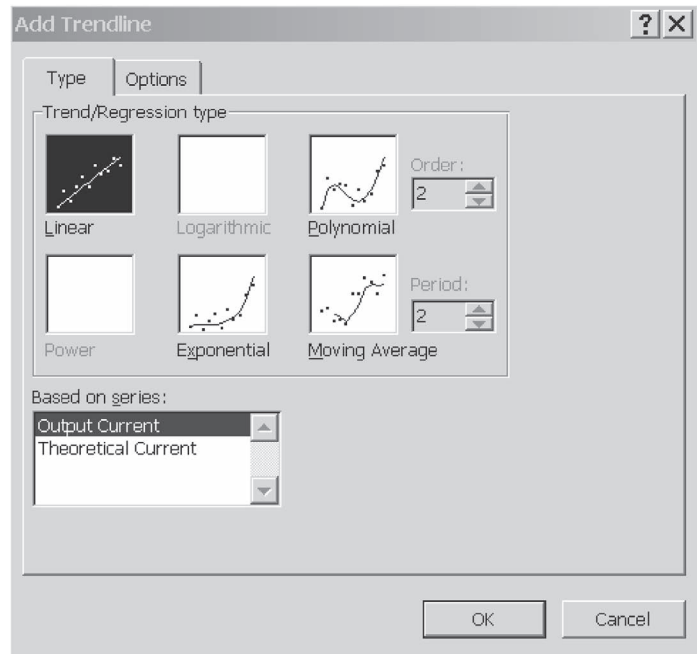 Add Trendline
?
Type
Options
Trend/Regression type
Linear
Logarithmic
Polynomial
Order:
2
Power
Exponential
Moving Average
Period:
2
Based on series:
Output Current
Theoretical Current
OK
Cancel